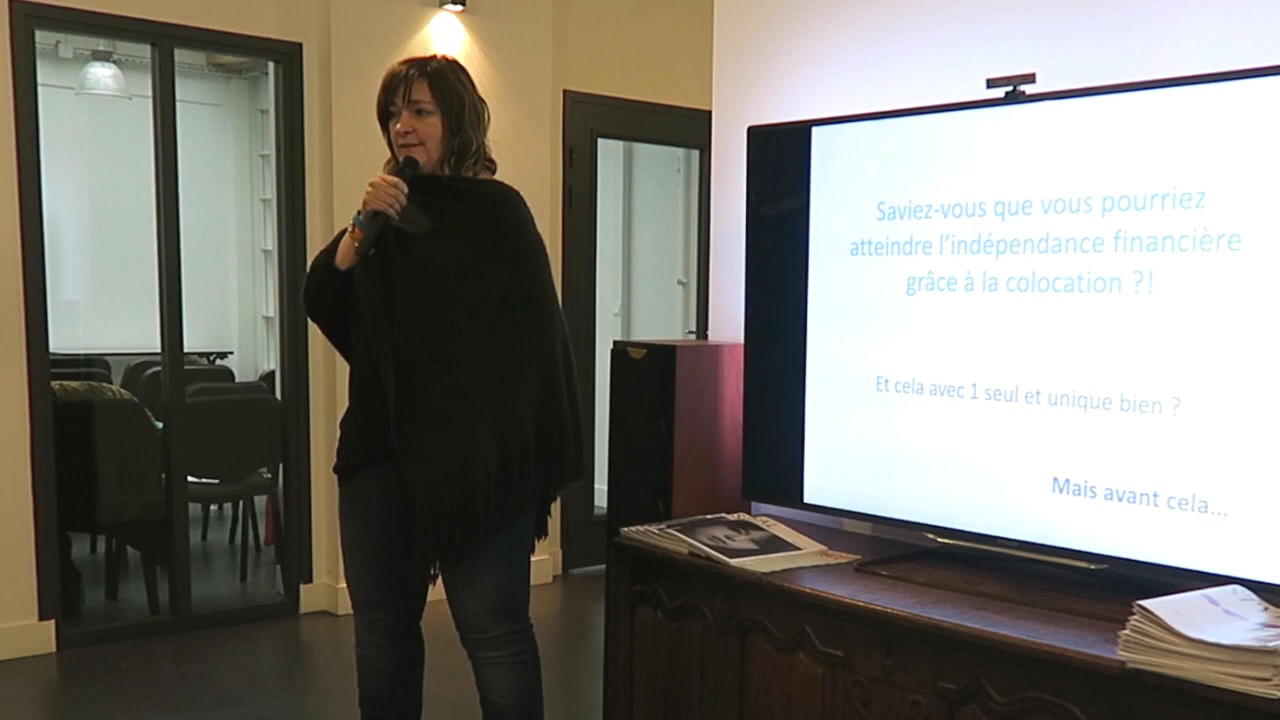 Saviez-vous que vous pourriez
atteindre l'indépendance financière
grâce à la colocation ?!
Et cela avec 1 seul et unique bien ?
Mais avant cela...